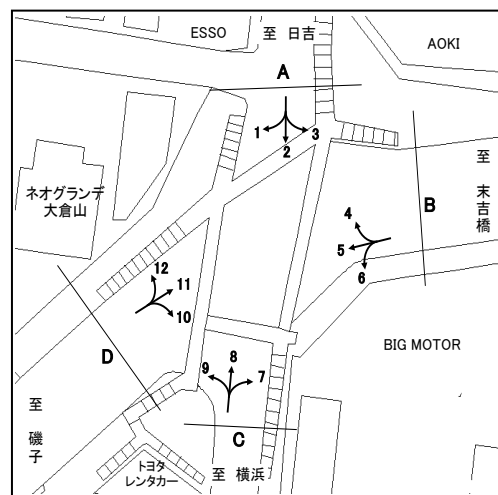 ESSO
至 日吉
AOKI
A
1
2
3
至
末
吉
橋
B
4
5
6
ネオグランデ
大倉山
12
11
10
D
9
8
7
C
BIG MOTOR
至
磯
子
トヨタ
レンタカー
至 横浜